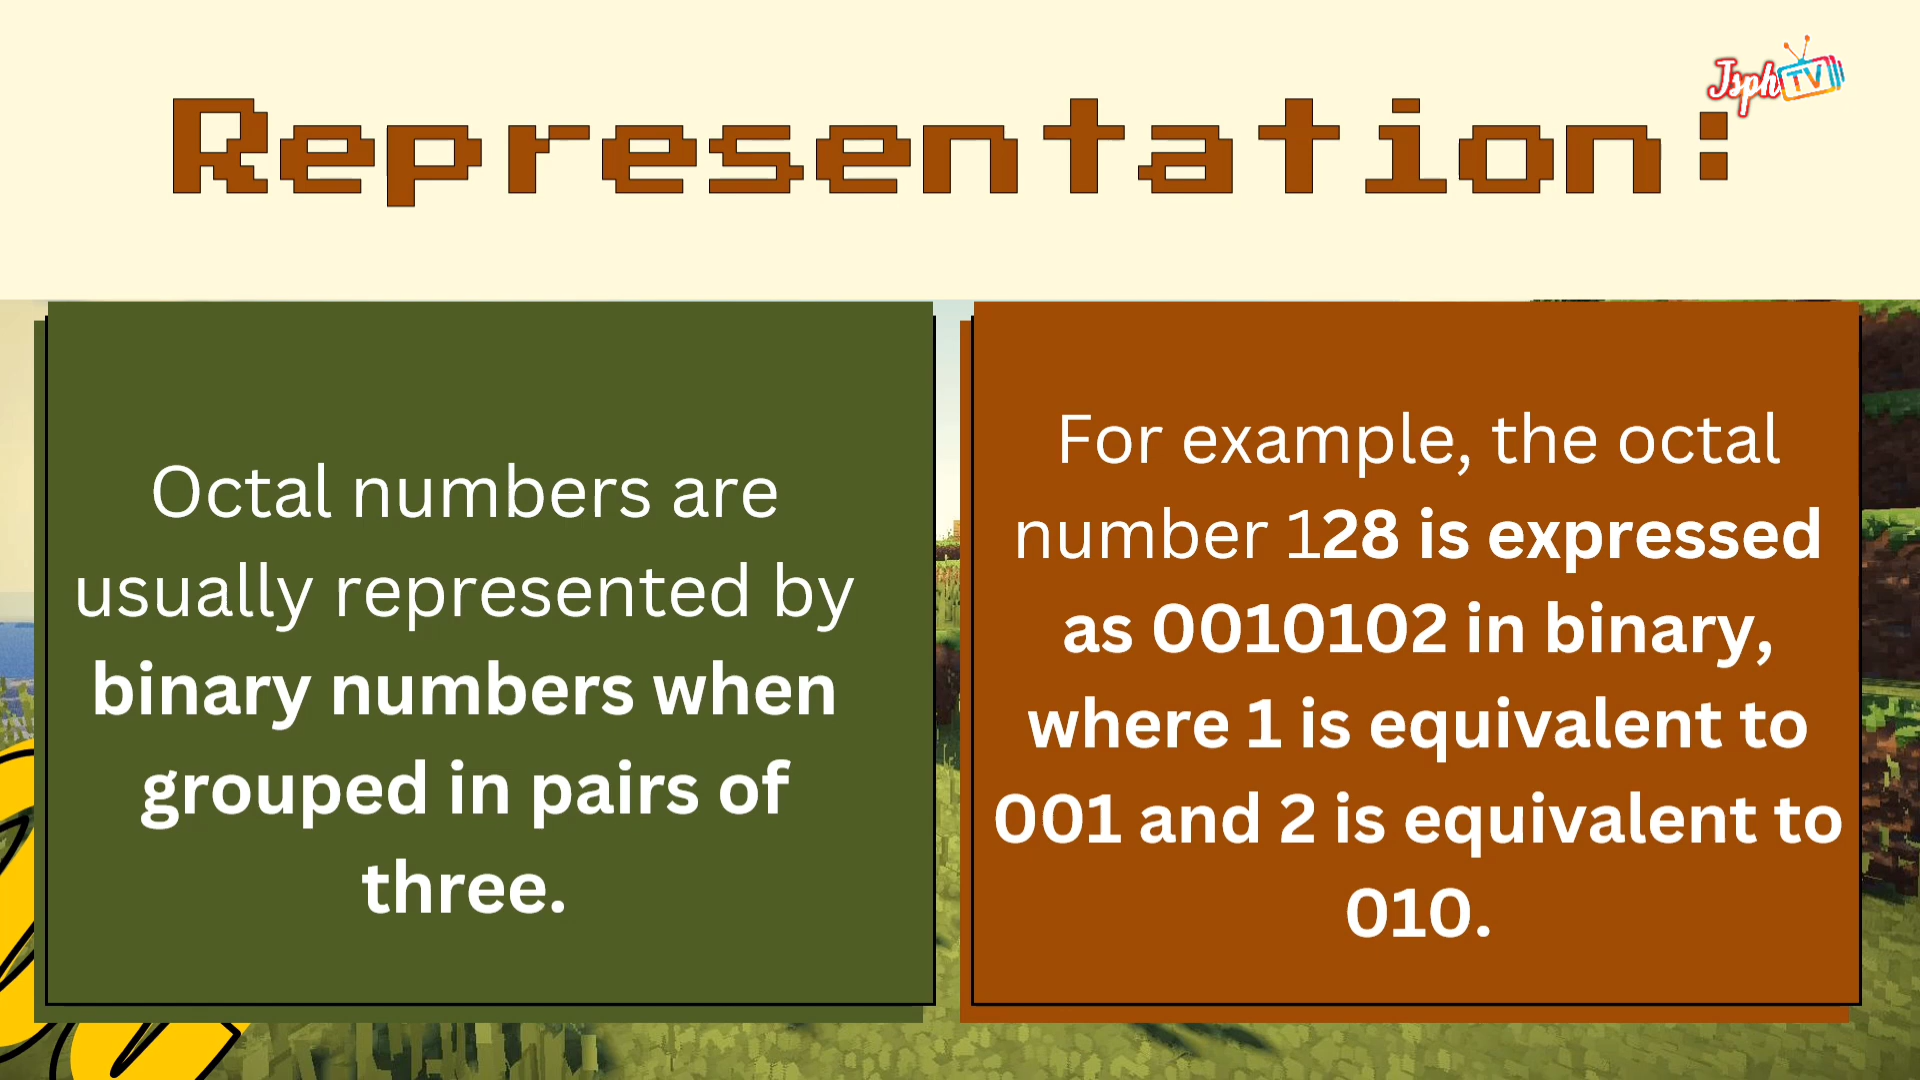 Jsph TV
Representation:
Octal numbers are
usually represented by
binary numbers when
grouped in pairs of
three.
For example, the octal
number 128 is expressed
as 0010102 in binary,
where 1 is equivalent to
001 and 2 is equivalent to
010.